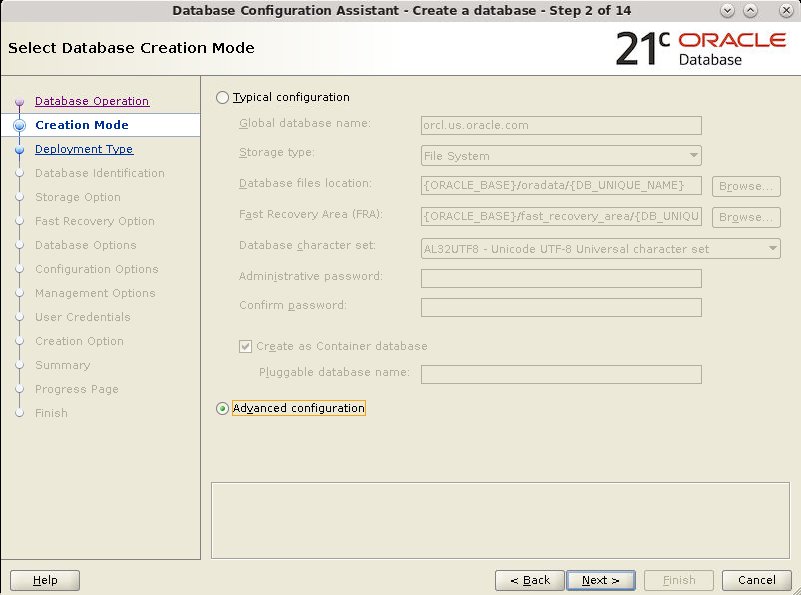 Database Configuration Assistant - Create a database - Step 2 of 14
Select Database Creation Mode
21c ORACLE
Database
Database Operation
Creation Mode
Deployment Type
Database Identification
Storage Option
Fast Recovery Option
Database Options
Configuration Options
Management Options
User Credentials
Creation Option
Summary
Progress Page
Finish
Typical configuration
Global database name: orcl.us.oracle.com
Storage type: File System
Database files location: {ORACLE_BASE}/oradata/{DB_UNIQUE_NAME} Browse...
Fast Recovery Area (FRA): {ORACLE_BASE}/fast_recovery_area/{DB_UNIQU Browse...
Database character set: AL32UTF8 - Unicode UTF-8 Universal character set
Administrative password:
Confirm password:
Create as Container database
Pluggable database name:
Advanced configuration
Help < Back Next > Finish Cancel